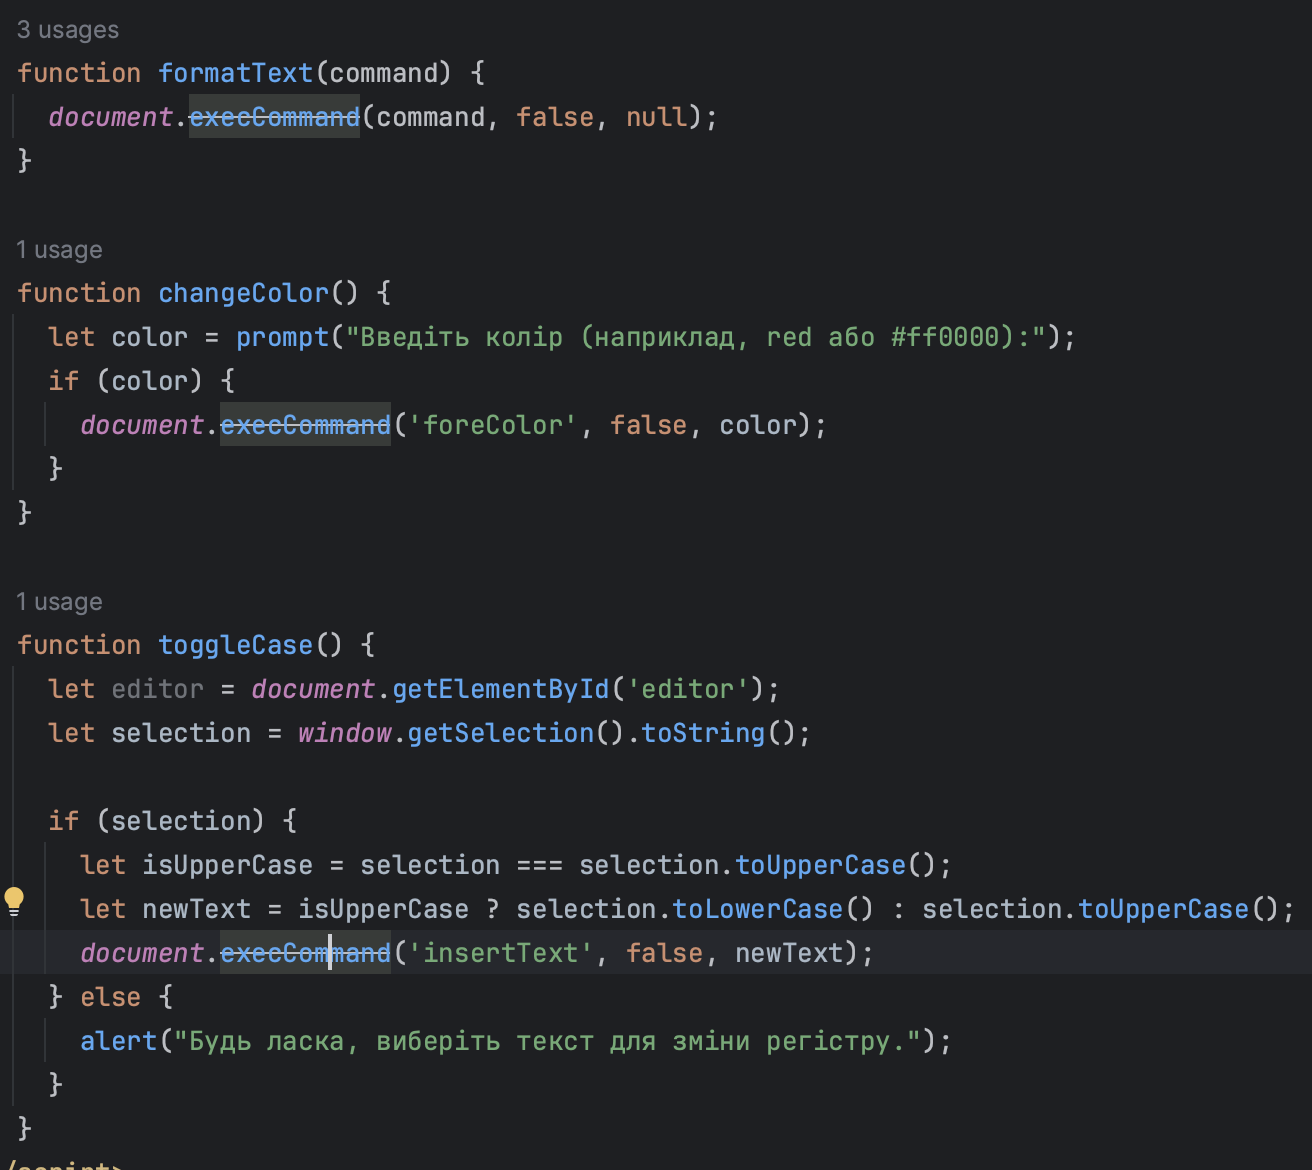 3 usages
function formatText(command) {
  document.execCommand(command, false, null);
}
1 usage
function changeColor() {
  let color = prompt("Введіть колір (наприклад, red або #ff0000):");
  if (color) {
    document.execCommand('foreColor', false, color);
  }
}
1 usage
function toggleCase() {
  let editor = document.getElementById('editor');
  let selection = window.getSelection().toString();
  if (selection) {
    let isUpperCase = selection === selection.toUpperCase();
    let newText = isUpperCase ? selection.toLowerCase() : selection.toUpperCase();
    document.execCommand('insertText', false, newText);
  } else {
    alert("Будь ласка, виберіть текст для зміни регістру.");
  }
}
/script>